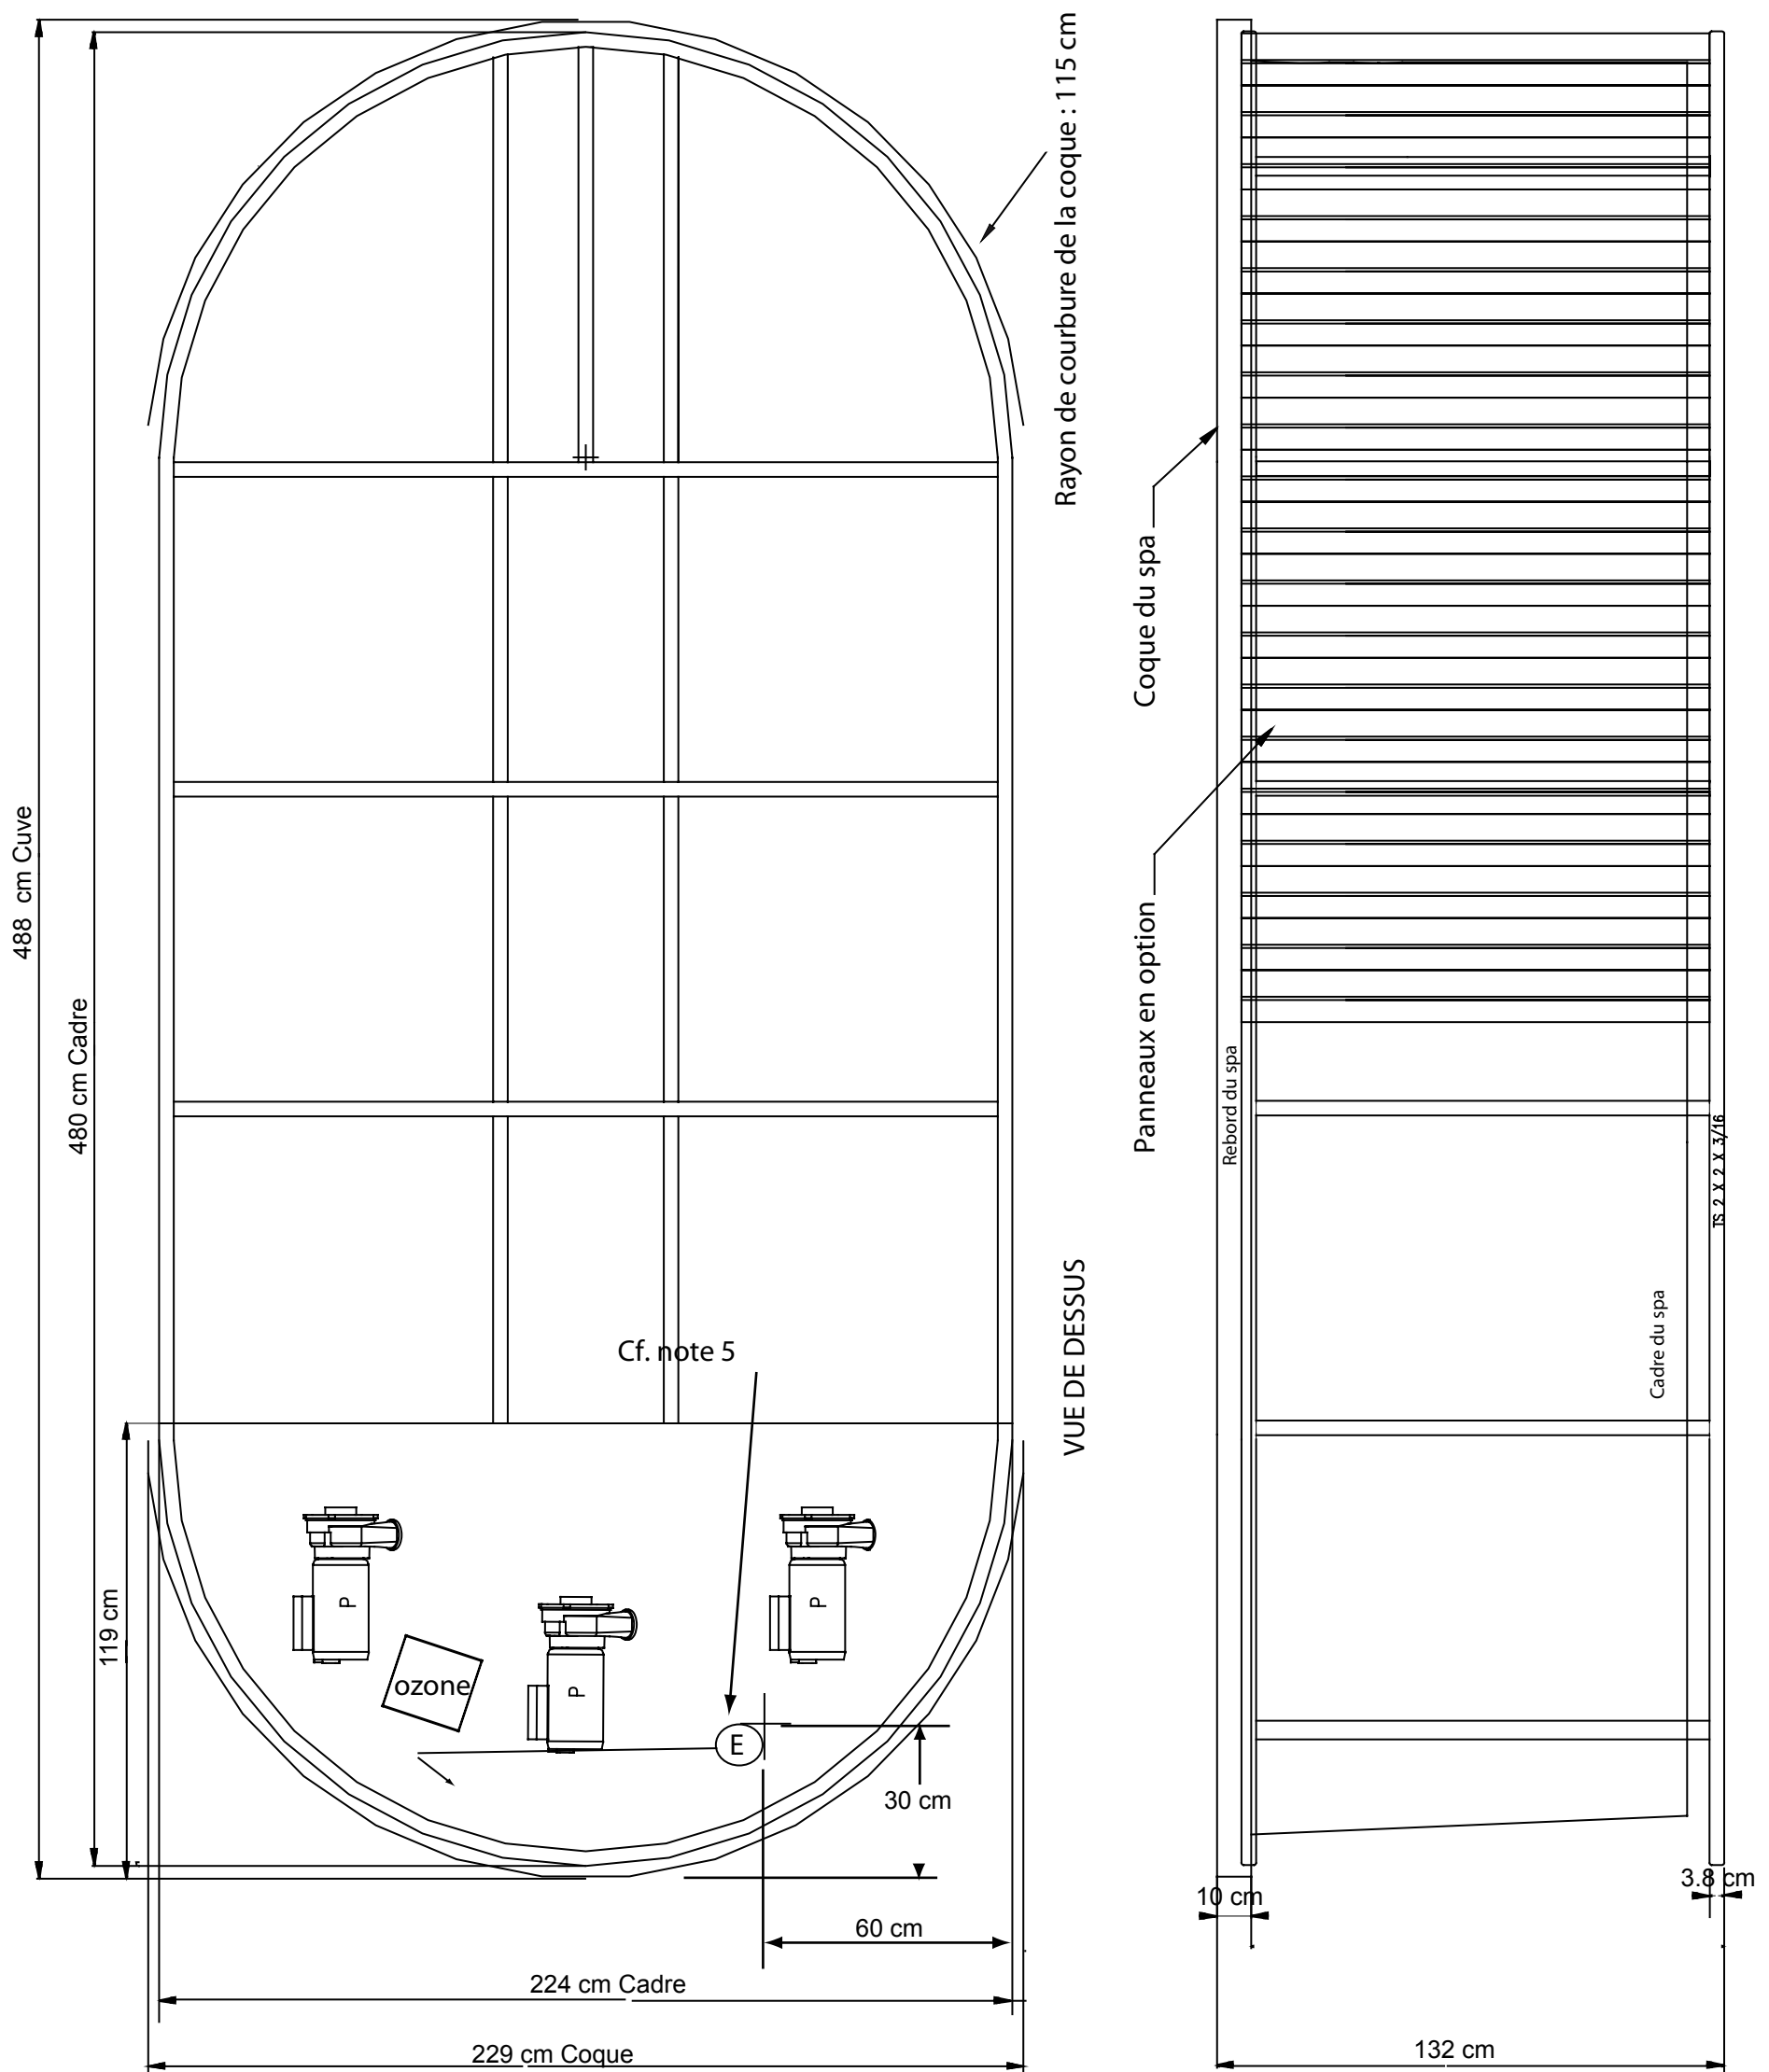 488 cm Cuve
480 cm Cadre
Rayon de courbure de la coque : 115 cm
Coque du spa
Panneaux en option
Rebord du spa
TS 2 X 2 X 3/16
Cadre du spa
VUE DE DESSUS
Cf. note 5
119 cm
P
P
P
ozone
E
30 cm
60 cm
224 cm Cadre
229 cm Coque
10 cm
3.8 cm
132 cm